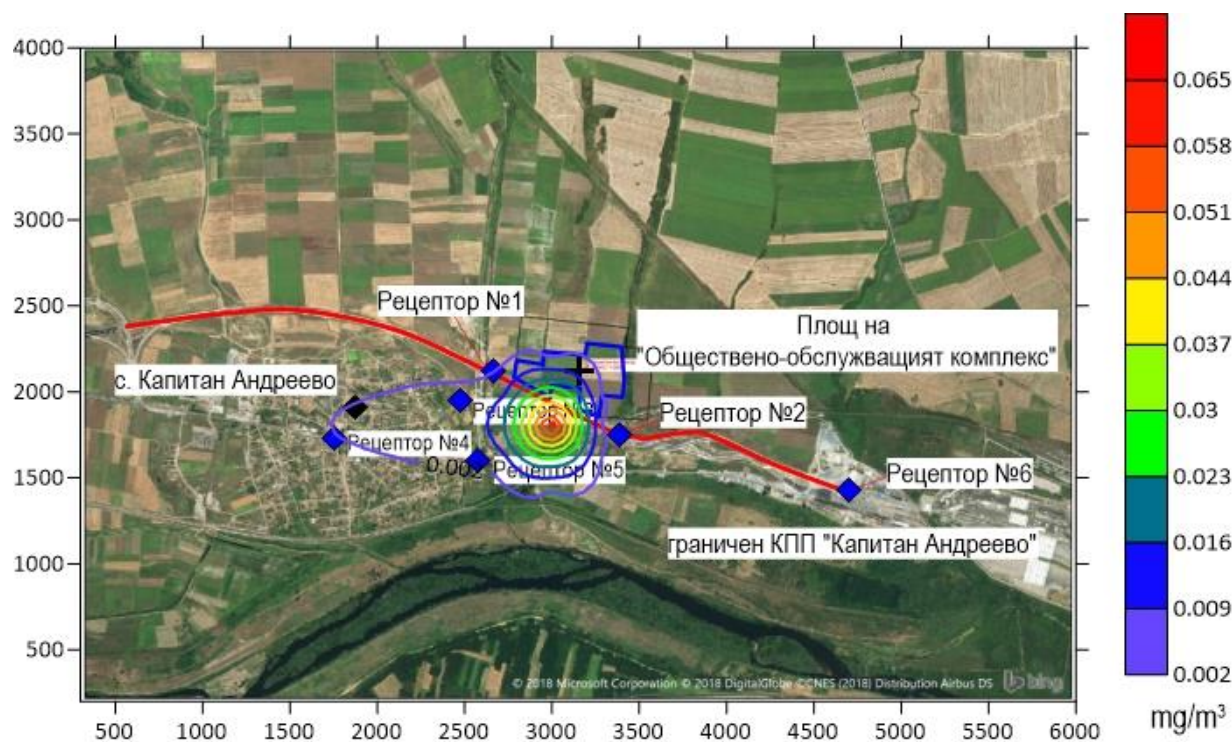 4000
3500
3000
2500
2000
1500
1000
500
Рецептор №1
Площ на
"Обществено-обслужващият комплекс"
с. Капитан Андреево
Рецептор №3
Рецептор №2
Рецептор №4
0.002
Рецептор №5
Рецептор №6
граничен КПП "Капитан Андреево"
© 2018 Microsoft Corporation © 2018 DigitalGlobe ©CNES (2018) Distribution Airbus DS
bing
500 1000 1500 2000 2500 3000 3500 4000 4500 5000 5500 6000
0.065
0.058
0.051
0.044
0.037
0.03
0.023
0.016
0.009
0.002
mg/m³